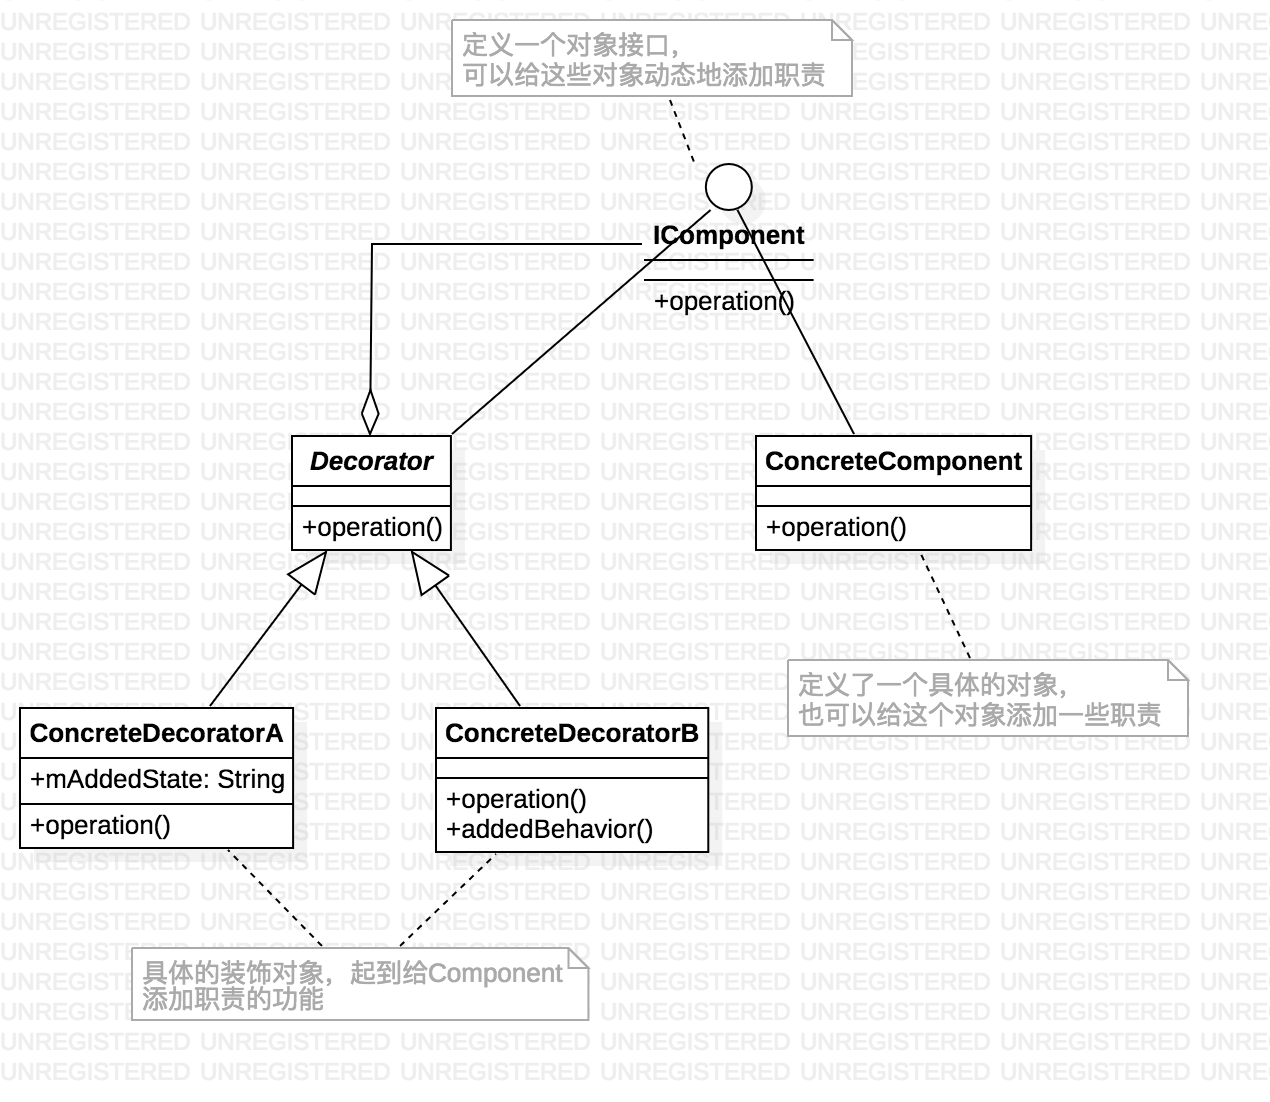 定义一个对象接口，
可以给这些对象动态地添加职责
IComponent
+operation()
Decorator
+operation()
ConcreteComponent
+operation()
定义了一个具体的对象，
也可以给这个对象添加一些职责
ConcreteDecoratorA
+mAddedState: String
+operation()
ConcreteDecoratorB
+operation()
+addedBehavior()
具体的装饰对象，起到给Component
添加职责的功能
UNREGISTERED